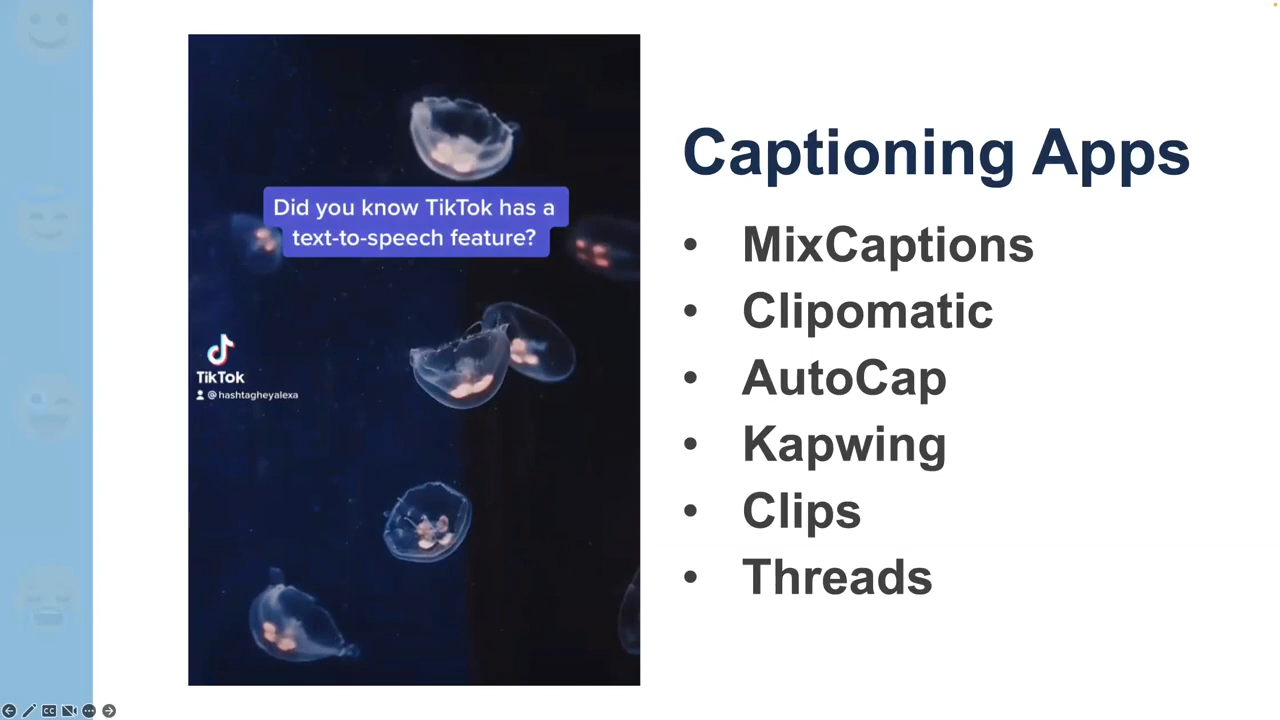 Did you know TikTok has a
text-to-speech feature?
TikTok
@hashtagheyalexa
Captioning Apps
• MixCaptions
• Clipomatic
• AutoCap
• Kapwing
• Clips
• Threads
CC